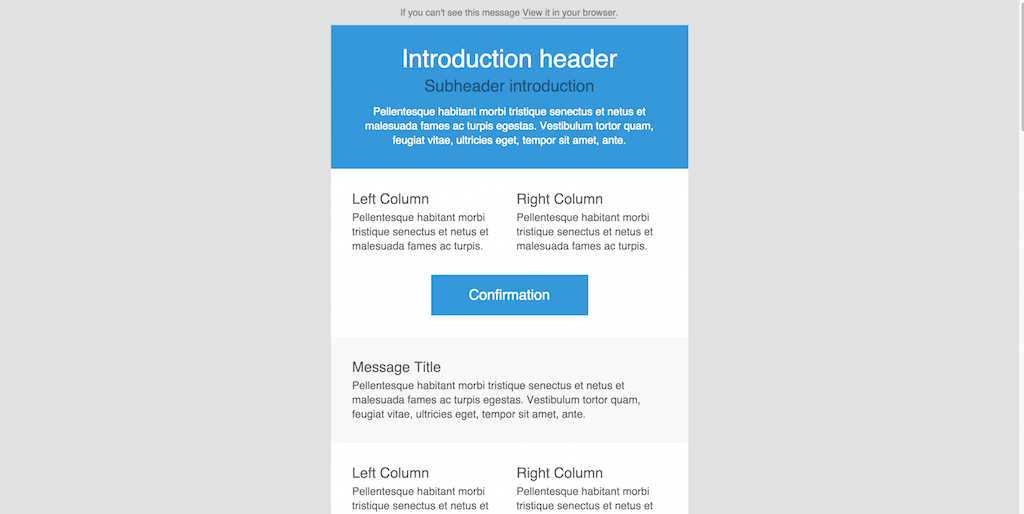 If you can't see this message View it in your browser.
Introduction header
Subheader introduction
Pellentesque habitant morbi tristique senectus et netus et
malesuada fames ac turpis egestas. Vestibulum tortor quam,
feugiat vitae, ultricies eget, tempor sit amet, ante.
Left Column
Pellentesque habitant morbi
tristique senectus et netus et
malesuada fames ac turpis.
Right Column
Pellentesque habitant morbi
tristique senectus et netus et
malesuada fames ac turpis.
Confirmation
Message Title
Pellentesque habitant morbi tristique senectus et netus et
malesuada fames ac turpis egestas. Vestibulum tortor quam,
feugiat vitae, ultricies eget, tempor sit amet, ante.
Left Column
Pellentesque habitant morbi
tristique senectus et netus et
Right Column
Pellentesque habitant morbi
tristique senectus et netus et